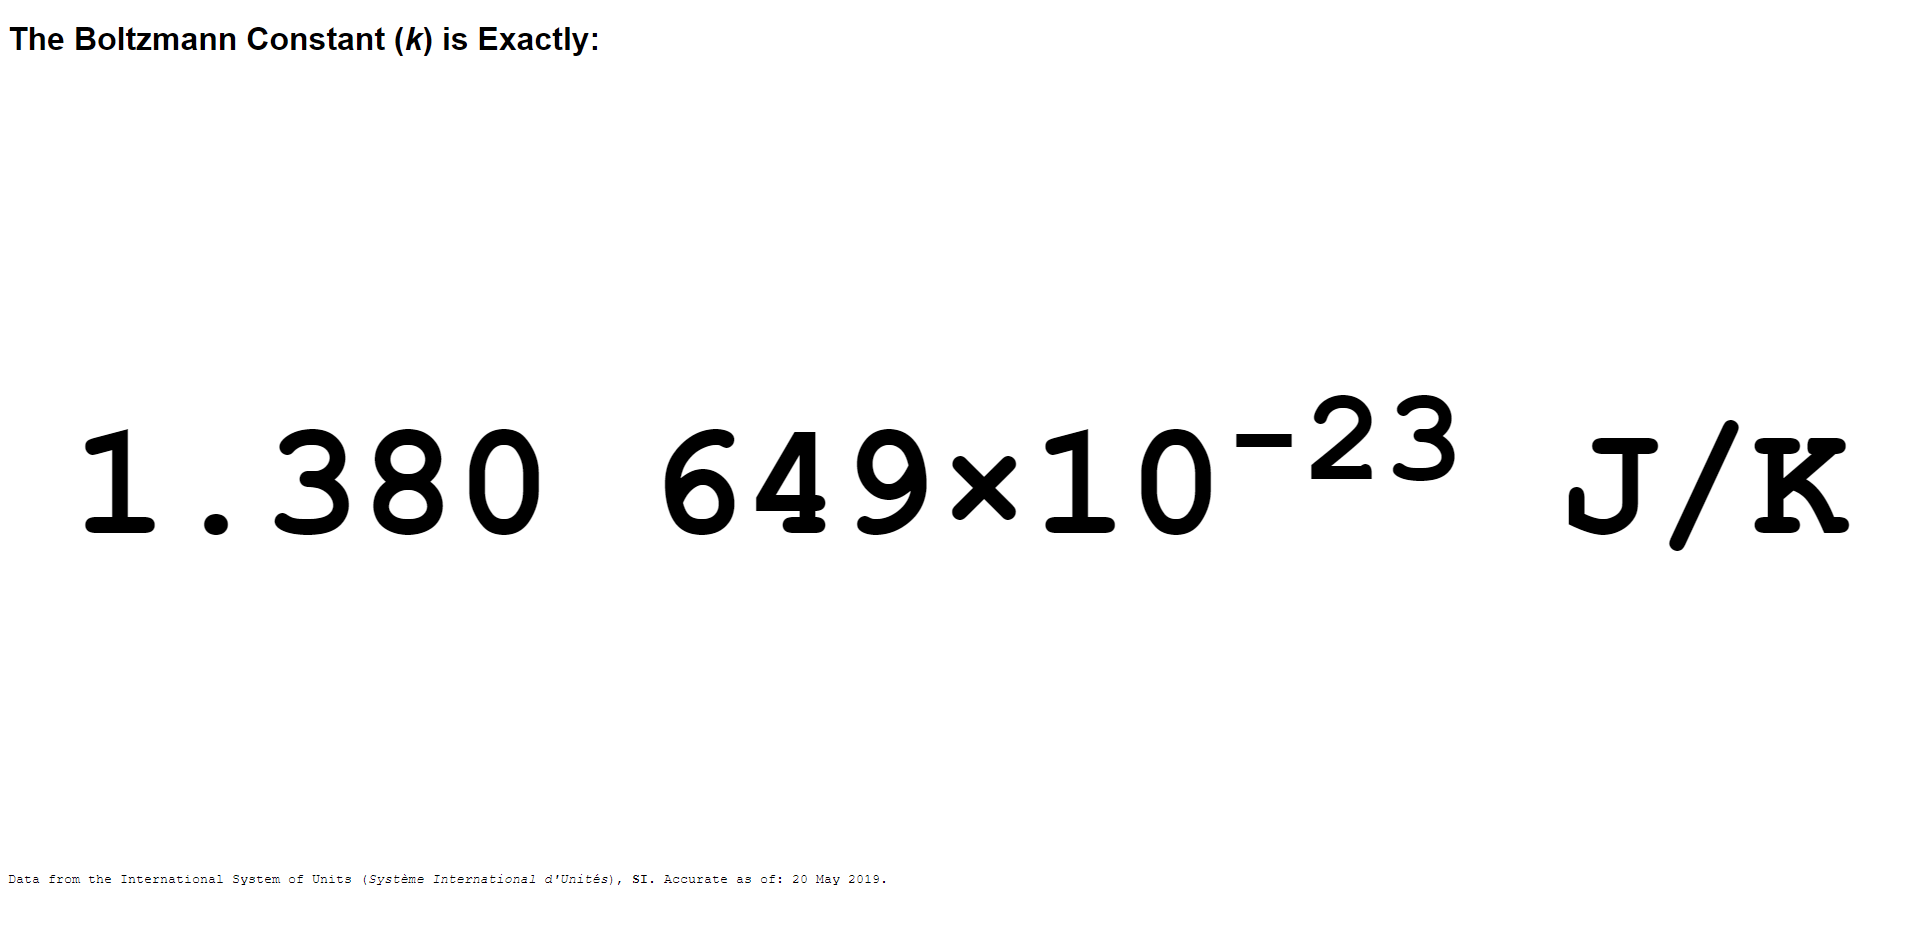 The Boltzmann Constant (k) is Exactly:
1.380 649×10⁻²³ J/K
Data from the International System of Units (Système International d'Unités), SI. Accurate as of: 20 May 2019.